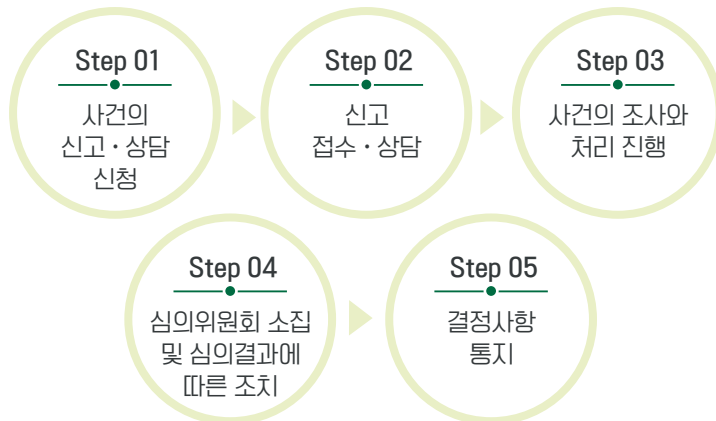 Step 01
사건의
신고·상담
신청
Step 02
신고
접수·상담
Step 03
사건의 조사와
처리 진행
Step 04
심의위원회 소집
및 심의결과에
따른 조치
Step 05
결정사항
통지